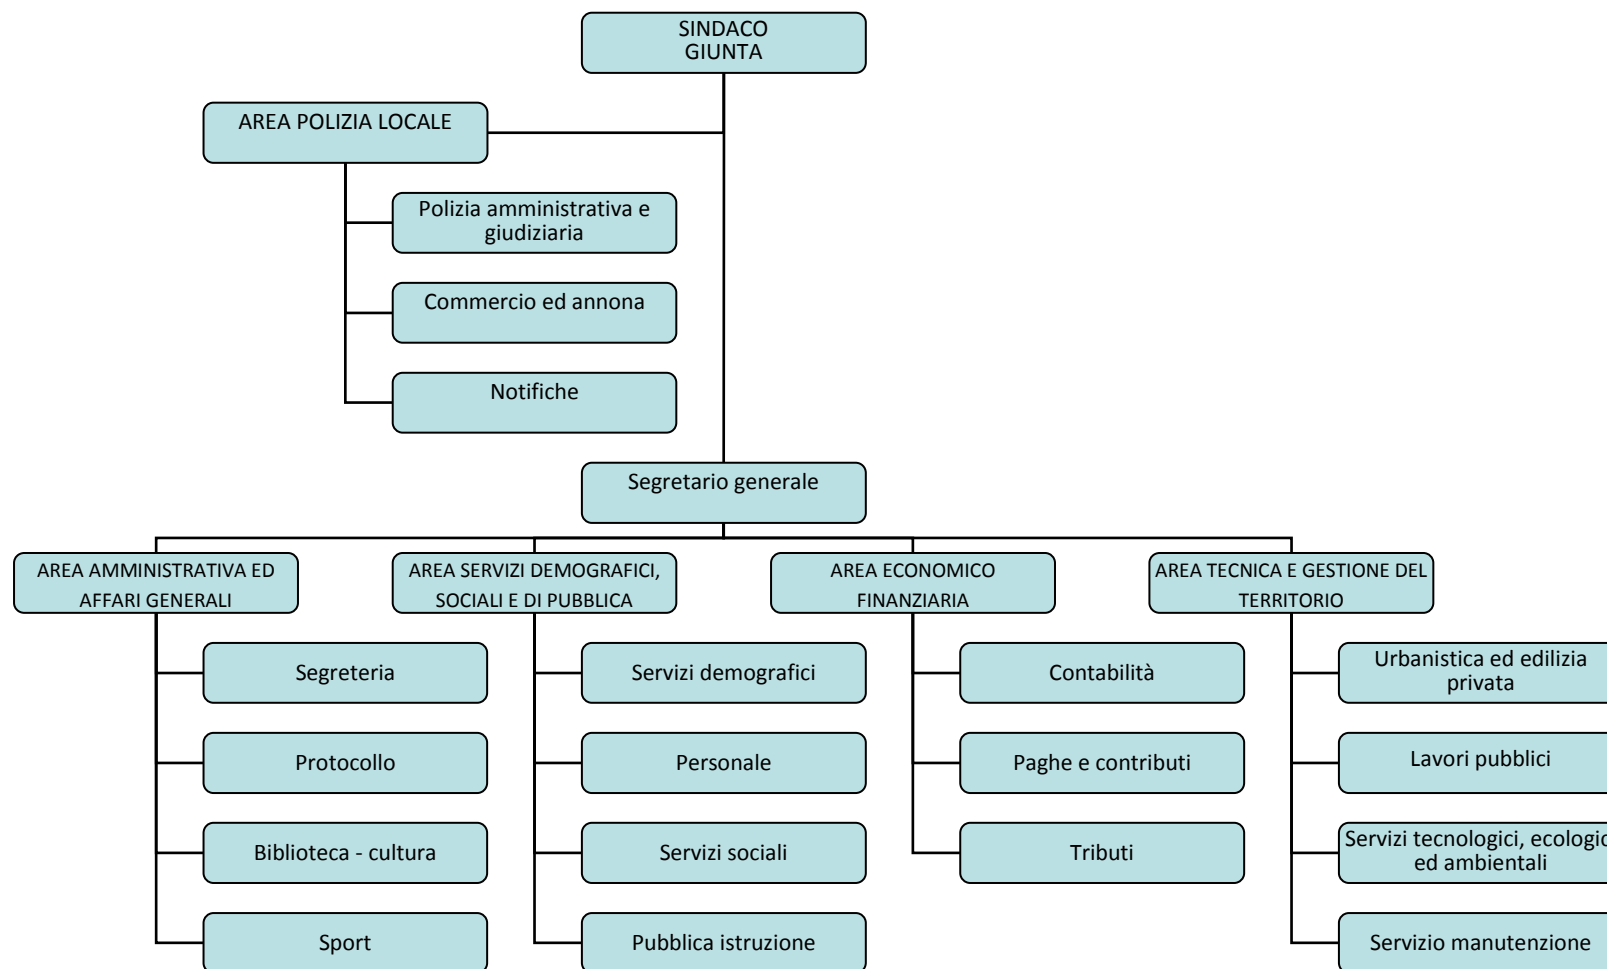 SINDACO
GIUNTA
AREA POLIZIA LOCALE
Polizia amministrativa e
giudiziaria
Commercio ed annona
Notifiche
Segretario generale
AREA AMMINISTRATIVA ED
AFFARI GENERALI
AREA SERVIZI DEMOGRAFICI,
SOCIALI E DI PUBBLICA
AREA ECONOMICO
FINANZIARIA
AREA TECNICA E GESTIONE DEL
TERRITORIO
Segreteria
Servizi demografici
Contabilità
Urbanistica ed edilizia
privata
Protocollo
Personale
Paghe e contributi
Lavori pubblici
Biblioteca - cultura
Servizi sociali
Tributi
Servizi tecnologici, ecologici
ed ambientali
Sport
Pubblica istruzione
Servizio manutenzione